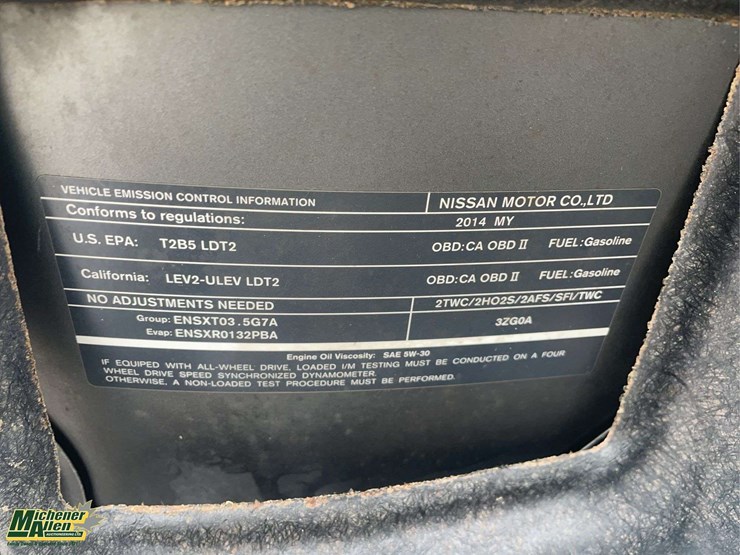 VEHICLE EMISSION CONTROL INFORMATION NISSAN MOTOR CO.,LTD
Conforms to regulations: 2014 MY
U.S. EPA: T2B5 LDT2 OBD:CA OBD II FUEL:Gasoline
California: LEV2-ULEV LDT2 OBD:CA OBD II FUEL:Gasoline
NO ADJUSTMENTS NEEDED 2TWC/2HO2S/2AFS/SFI/TWC
Group: ENSXT03.5G7A 3ZG0A
Evap: ENSXR0132PBA
Engine Oil Viscosity: SAE 5W-30
IF EQUIPPED WITH ALL-WHEEL DRIVE, LOADED I/M TESTING MUST BE CONDUCTED ON A FOUR
WHEEL DRIVE SPEED SYNCHRONIZED DYNAMOMETER.
OTHERWISE, A NON-LOADED TEST PROCEDURE MUST BE PERFORMED.
Michener
Allen
AUCTIONEERING LTD.